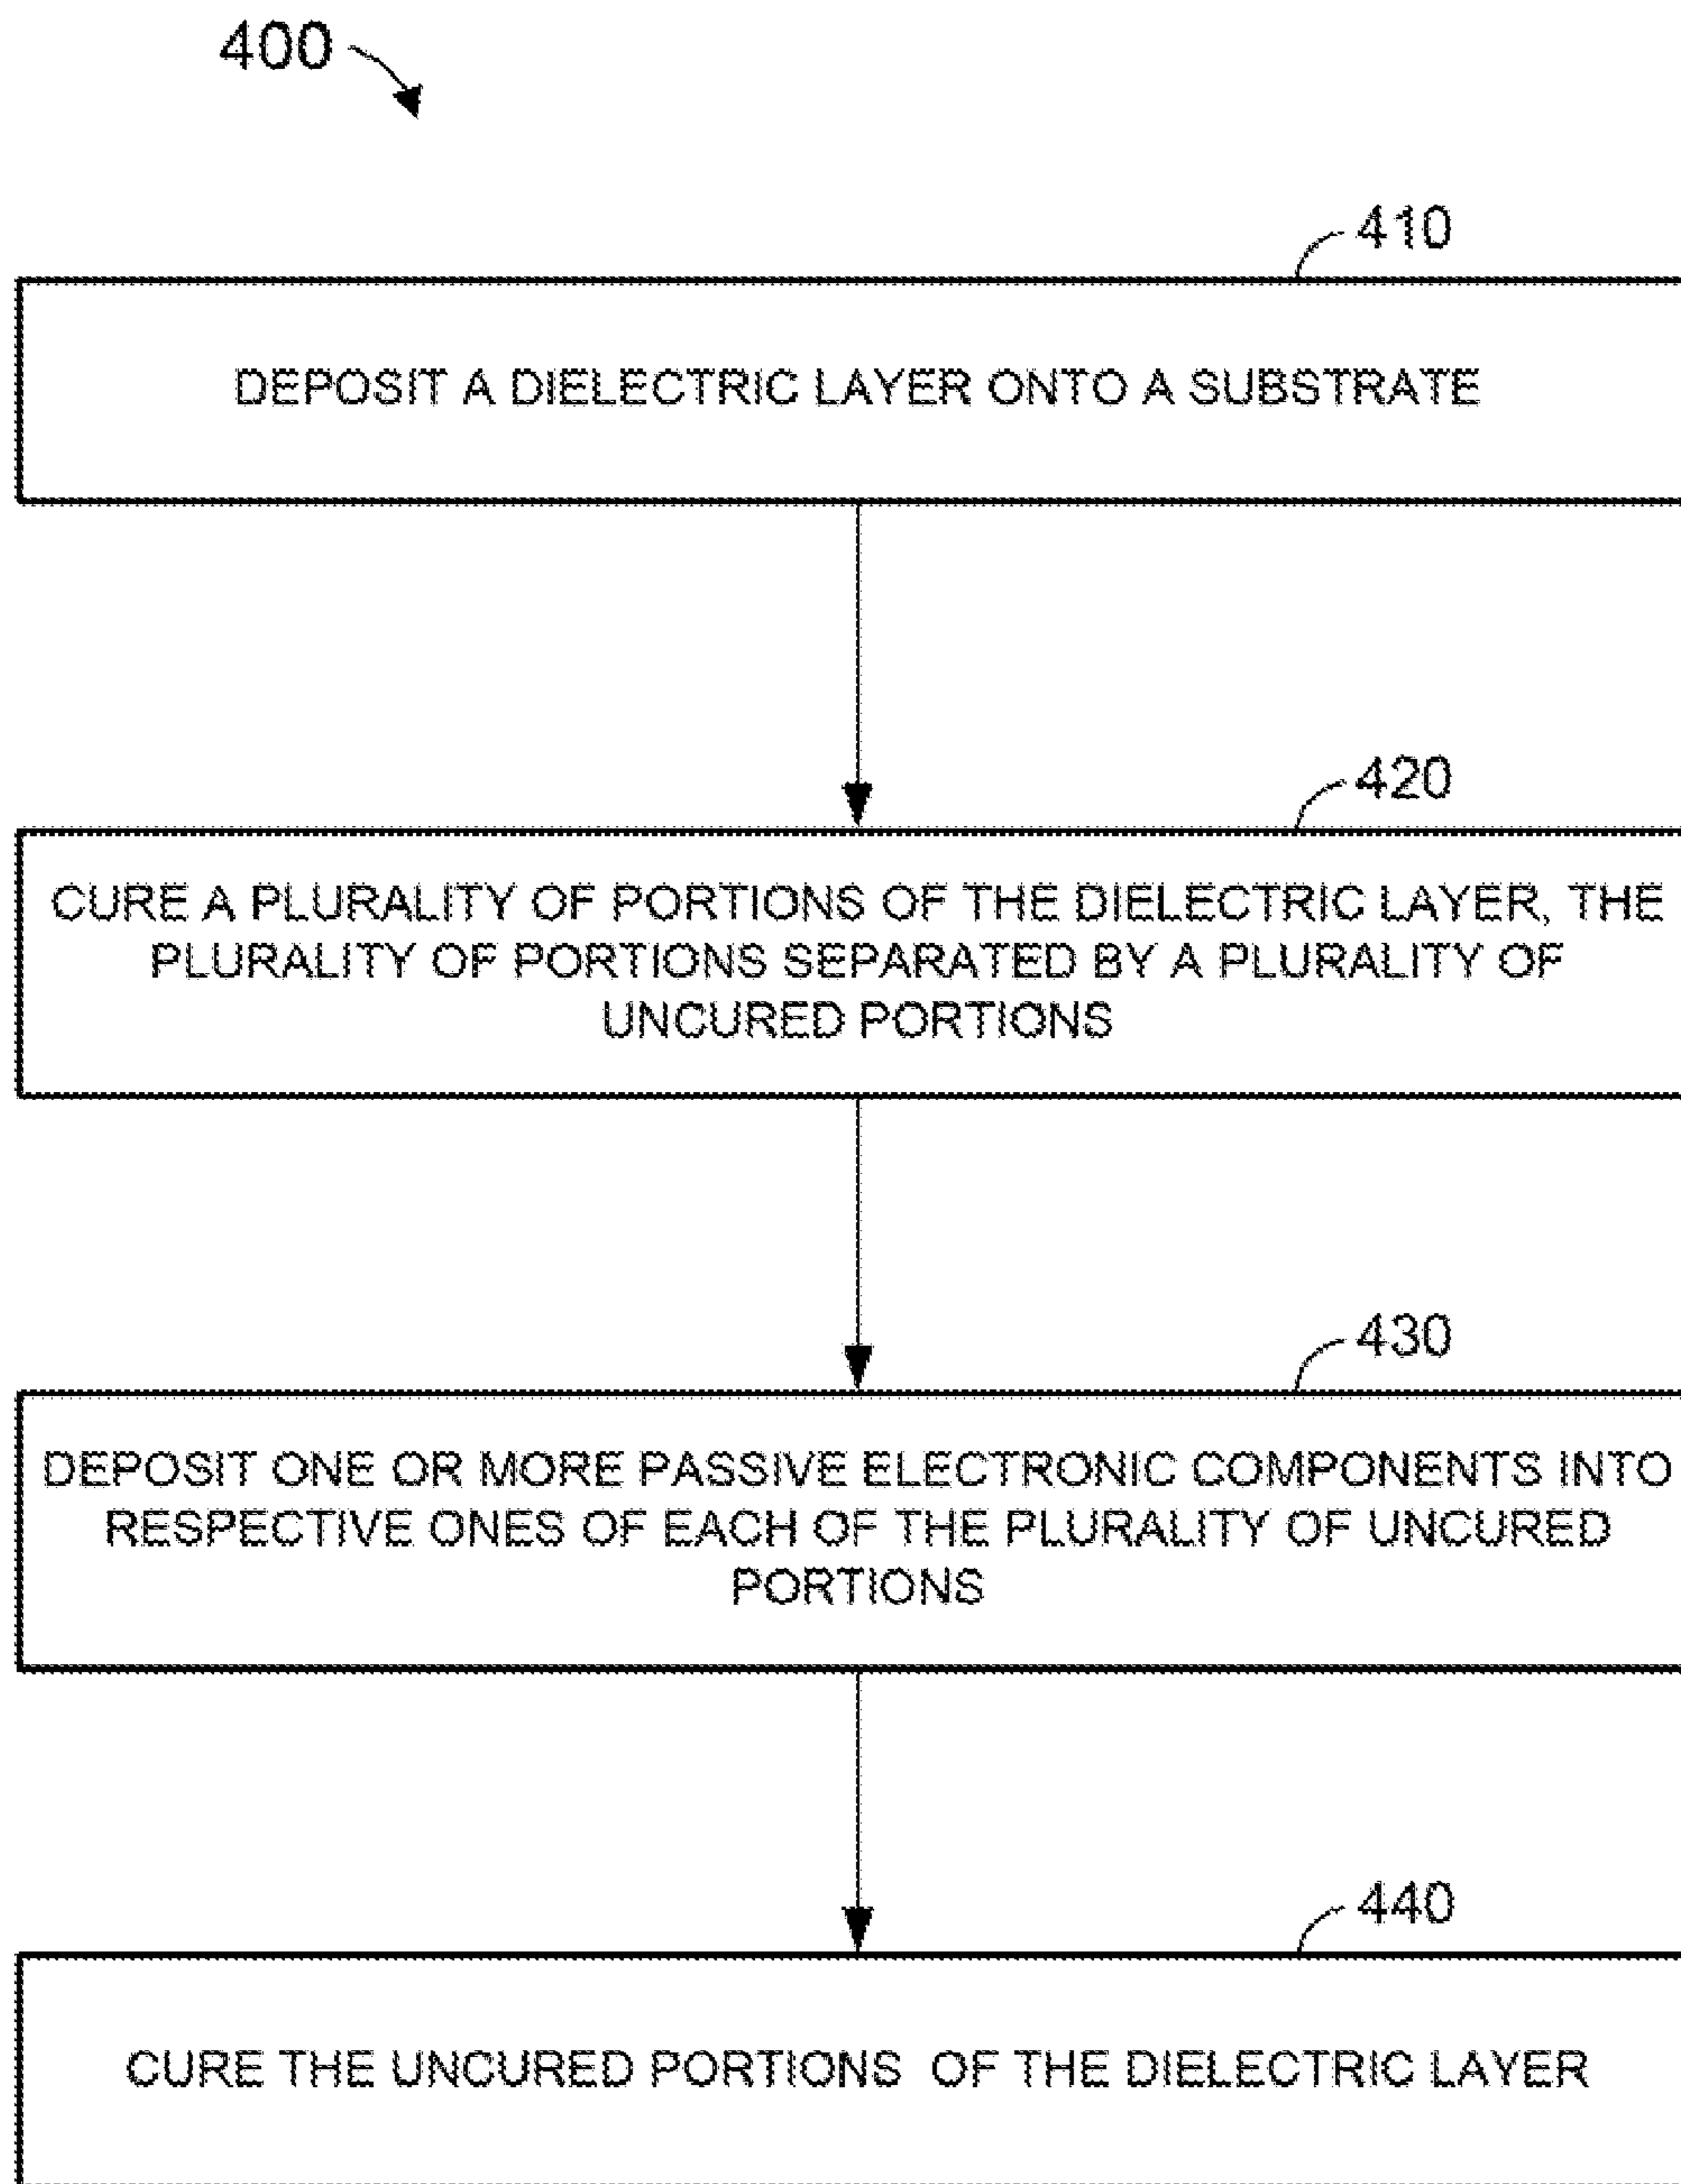 400
410
DEPOSIT A DIELECTRIC LAYER ONTO A SUBSTRATE
420
CURE A PLURALITY OF PORTIONS OF THE DIELECTRIC LAYER, THE
PLURALITY OF PORTIONS SEPARATED BY A PLURALITY OF
UNCURED PORTIONS
430
DEPOSIT ONE OR MORE PASSIVE ELECTRONIC COMPONENTS INTO
RESPECTIVE ONES OF EACH OF THE PLURALITY OF UNCURED
PORTIONS
440
CURE THE UNCURED PORTIONS OF THE DIELECTRIC LAYER